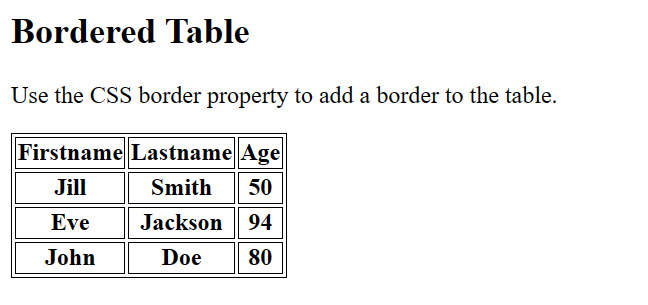 Bordered Table
Use the CSS border property to add a border to the table.
Firstname Lastname Age
Jill Smith 50
Eve Jackson 94
John Doe 80